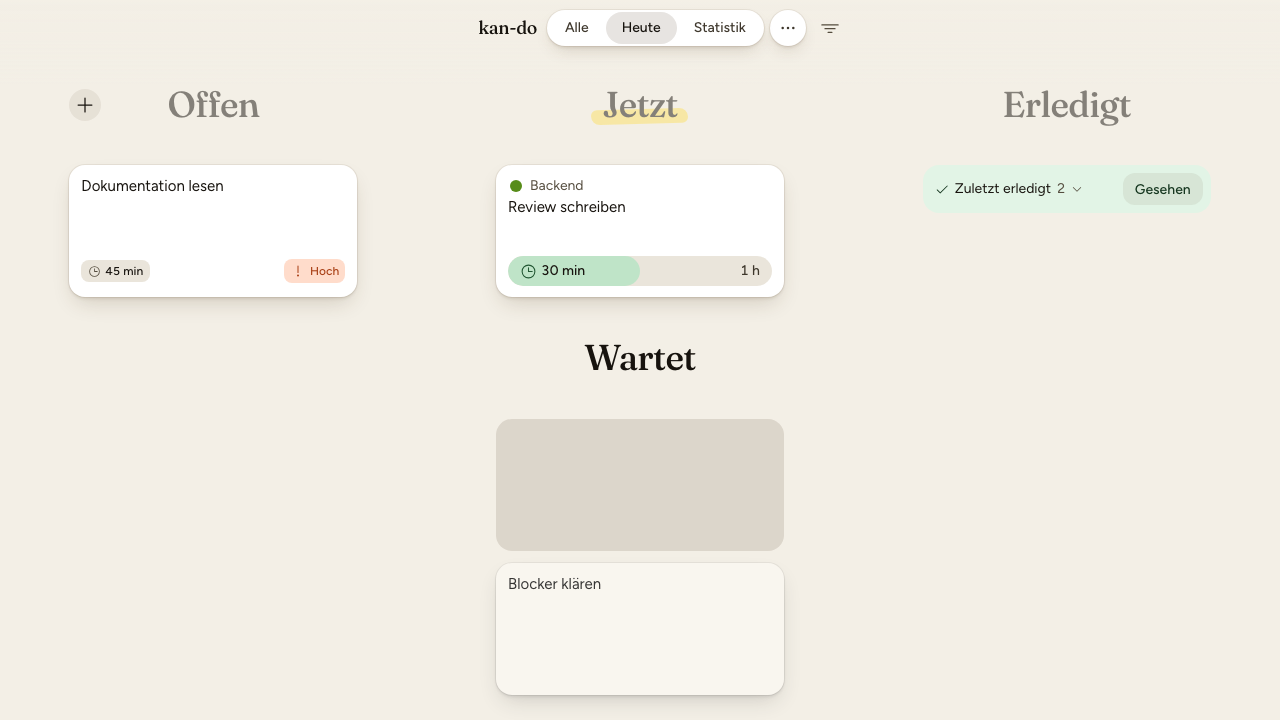 kan-do
Alle
Heute
Statistik
Offen
Dokumentation lesen
45 min
Hoch
Jetzt
Backend
Review schreiben
30 min
1 h
Wartet
Blocker klären
Erledigt
Zuletzt erledigt 2
Gesehen